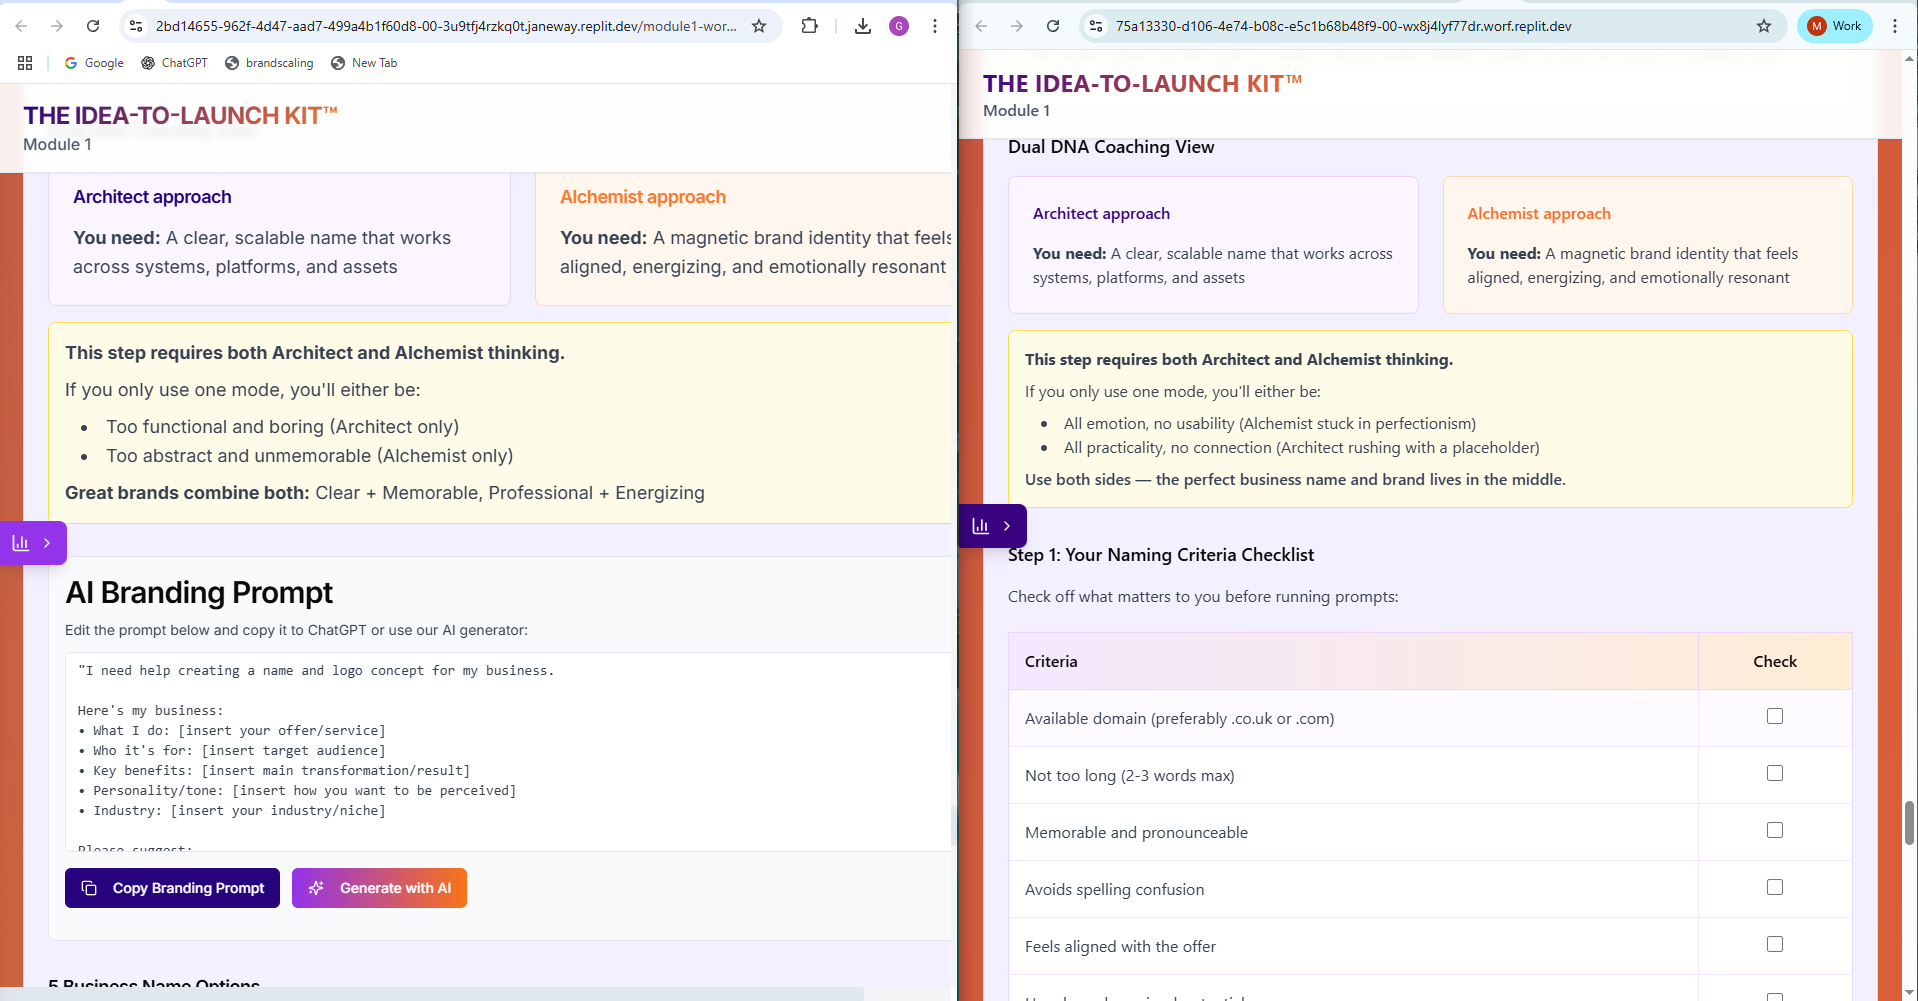 2bd14655-962f-4d47-aad7-499a4b1f60d8-00-3u9tfj4rzkq0t.janeway.replit.dev/module1-wor...
G
Google
ChatGPT
brandscaling
New Tab
THE IDEA-TO-LAUNCH KIT™
Module 1
Architect approach
You need: A clear, scalable name that works
across systems, platforms, and assets
Alchemist approach
You need: A magnetic brand identity that feels
aligned, energizing, and emotionally resonant
This step requires both Architect and Alchemist thinking.
If you only use one mode, you'll either be:
• Too functional and boring (Architect only)
• Too abstract and unmemorable (Alchemist only)
Great brands combine both: Clear + Memorable, Professional + Energizing
AI Branding Prompt
Edit the prompt below and copy it to ChatGPT or use our AI generator:
"I need help creating a name and logo concept for my business.
Here's my business:
• What I do: [insert your offer/service]
• Who it's for: [insert target audience]
• Key benefits: [insert main transformation/result]
• Personality/tone: [insert how you want to be perceived]
• Industry: [insert your industry/niche]
Please suggest:
Copy Branding Prompt
Generate with AI
5 Business Name Options
75a13330-d106-4e74-b08c-e5c1b68b48f9-00-wx8j4lyf77dr.worf.replit.dev
M
Work
THE IDEA-TO-LAUNCH KIT™
Module 1
Dual DNA Coaching View
Architect approach
You need: A clear, scalable name that works across
systems, platforms, and assets
Alchemist approach
You need: A magnetic brand identity that feels
aligned, energizing, and emotionally resonant
This step requires both Architect and Alchemist thinking.
If you only use one mode, you'll either be:
• All emotion, no usability (Alchemist stuck in perfectionism)
• All practicality, no connection (Architect rushing with a placeholder)
Use both sides — the perfect business name and brand lives in the middle.
Step 1: Your Naming Criteria Checklist
Check off what matters to you before running prompts:
Criteria
Check
Available domain (preferably .co.uk or .com)
Not too long (2-3 words max)
Memorable and pronounceable
Avoids spelling confusion
Feels aligned with the offer